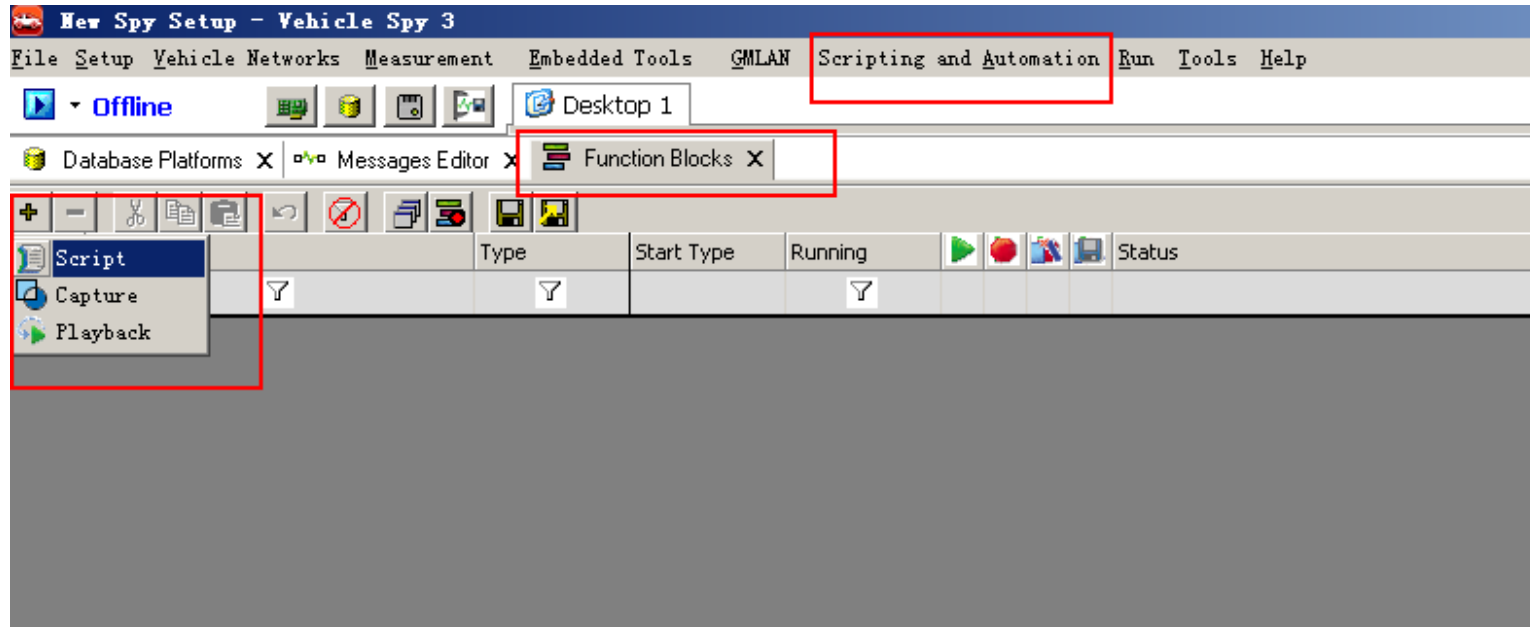 New Spy Setup - Vehicle Spy 3
File Setup Vehicle Networks Measurement Embedded Tools GMLAN Scripting and Automation Run Tools Help
Offline Desktop 1
Database Platforms X Messages Editor X Function Blocks X
Type Start Type Running Status
Script
Capture
Playback